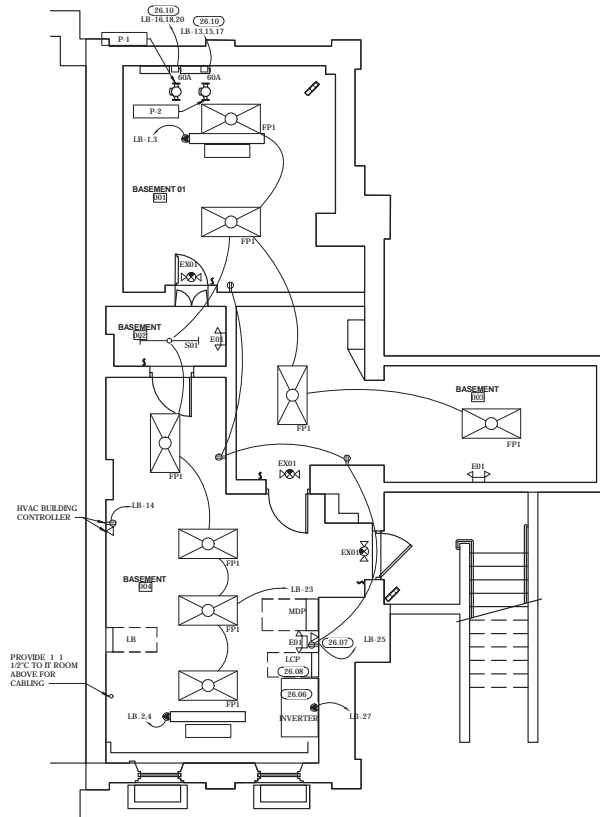 26.10
LB-16,18,20
26.10
LB-13,15,17
P-1
60A
60A
P-2
FP1
LB-1,3
BASEMENT 01
001
FP1
EX01
BASEMENT
002
S01
E01
BASEMENT
003
FP1
FP1
FP1
EX01
E01
HVAC BUILDING
CONTROLLER
LB-14
EX01
FP1
BASEMENT
004
LB-23
MDP
FP1
LB
E01
26.07
LB-25
LCP
26.08
PROVIDE 1 1
1/2"C TO IT ROOM
ABOVE FOR
CABLING
26.06
FP1
LB-2,4
INVERTER
LB-27